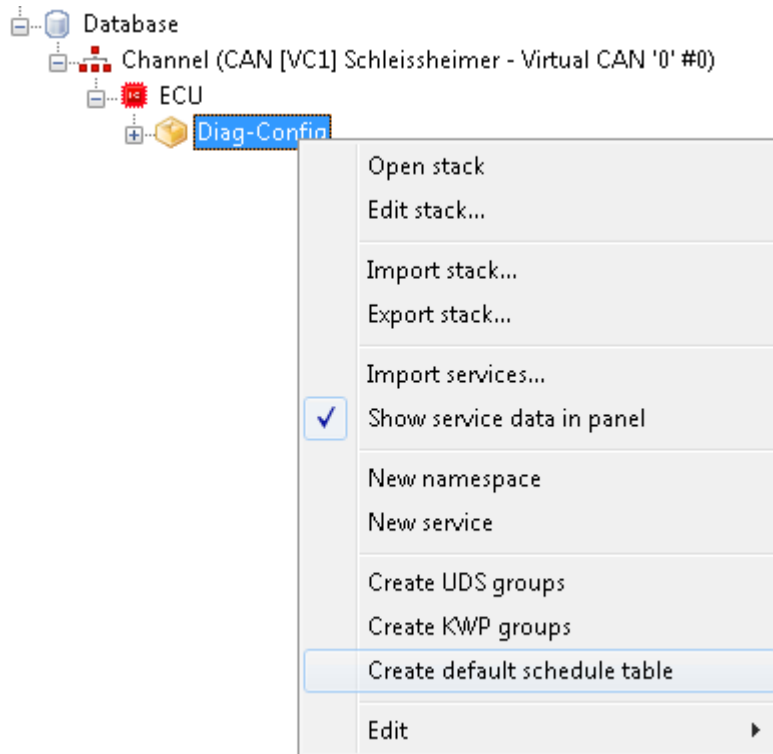 Database
Channel (CAN [VC1] Schleissheimer - Virtual CAN '0' #0)
ECU
Diag-Config
Open stack
Edit stack...
Import stack...
Export stack...
Import services...
Show service data in panel
New namespace
New service
Create UDS groups
Create KWP groups
Create default schedule table
Edit